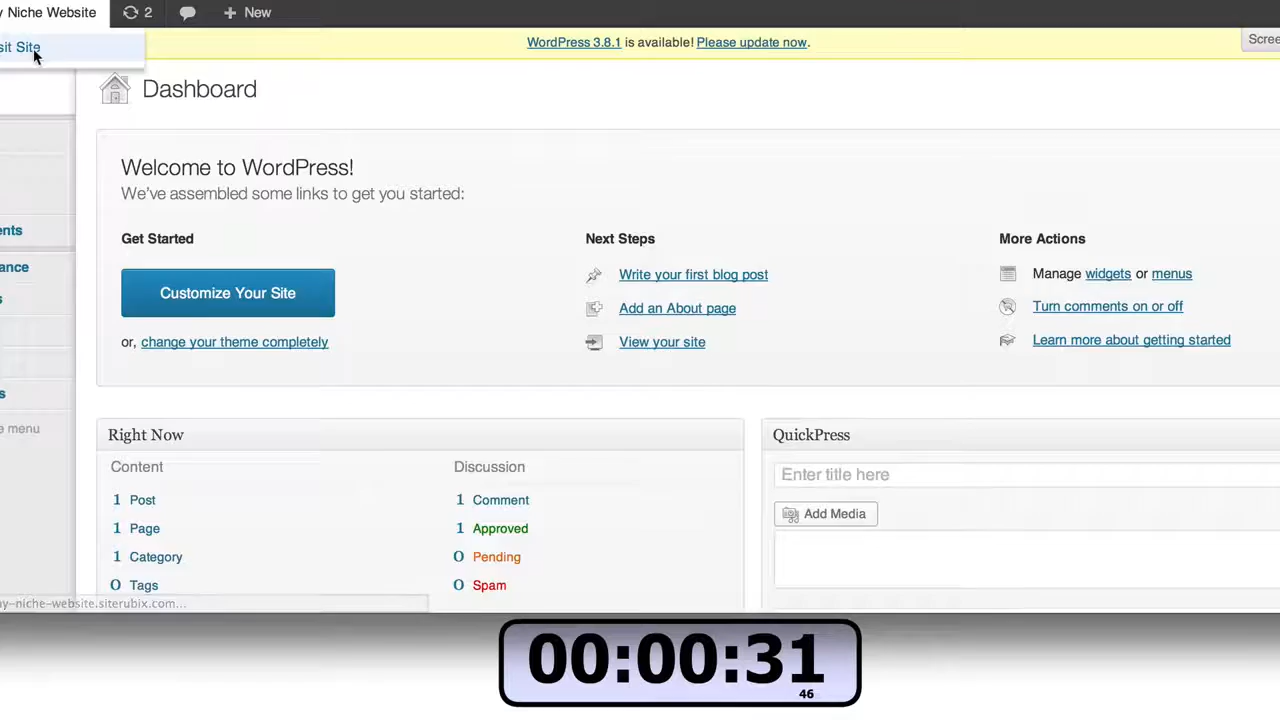 y Niche Website 2 + New
sit Site
WordPress 3.8.1 is available! Please update now.
Scree
Dashboard
Welcome to WordPress!
We've assembled some links to get you started:
Get Started
Next Steps
More Actions
Customize Your Site
Write your first blog post
Manage widgets or menus
Add an About page
Turn comments on or off
or, change your theme completely
View your site
Learn more about getting started
nts
ance
s
s
e menu
Right Now
QuickPress
Content
Discussion
Enter title here
1 Post
1 Comment
Add Media
1 Page
1 Approved
1 Category
0 Pending
0 Tags
0 Spam
y-niche-website.siterubix.com...
00:00:31
46